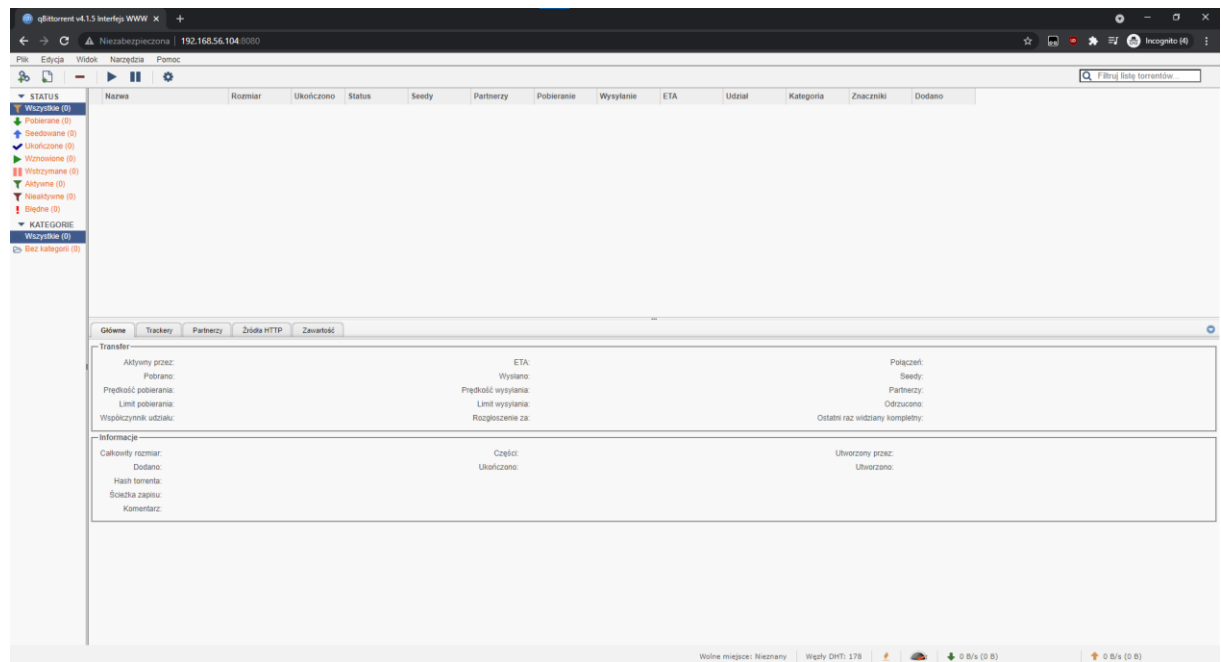 qBittorrent v4.1.5 Interfejs WWW
Niezabezpieczona | 192.168.56.104:8080
Incognito (4)
Plik Edycja Widok Narzędzia Pomoc
Filtruj listę torrentów...
STATUS
Wszystkie (0)
Pobierane (0)
Seedowane (0)
Ukończone (0)
Wznowione (0)
Wstrzymane (0)
Aktywne (0)
Nieaktywne (0)
Błędne (0)
KATEGORIE
Wszystkie (0)
Bez kategorii (0)
Nazwa Rozmiar Ukończono Status Seedy Partnerzy Pobieranie Wysyłanie ETA Udział Kategoria Znaczniki Dodano
Główne Trackery Partnerzy Źródła HTTP Zawartość
Transfer
Aktywny przez: ETA: Połączeń:
Pobrano: Wysłano: Seedy:
Prędkość pobierania: Prędkość wysyłania: Partnerzy:
Limit pobierania: Limit wysyłania: Odrzucono:
Współczynnik udziału: Rozgłoszenie za: Ostatni raz widziany kompletny:
Informacje
Całkowity rozmiar: Części: Utworzony przez:
Dodano: Ukończono: Utworzono:
Hash torrenta:
Ścieżka zapisu:
Komentarz:
Wolne miejsce: Nieznany Węzły DHT: 178 0 B/s (0 B) 0 B/s (0 B)